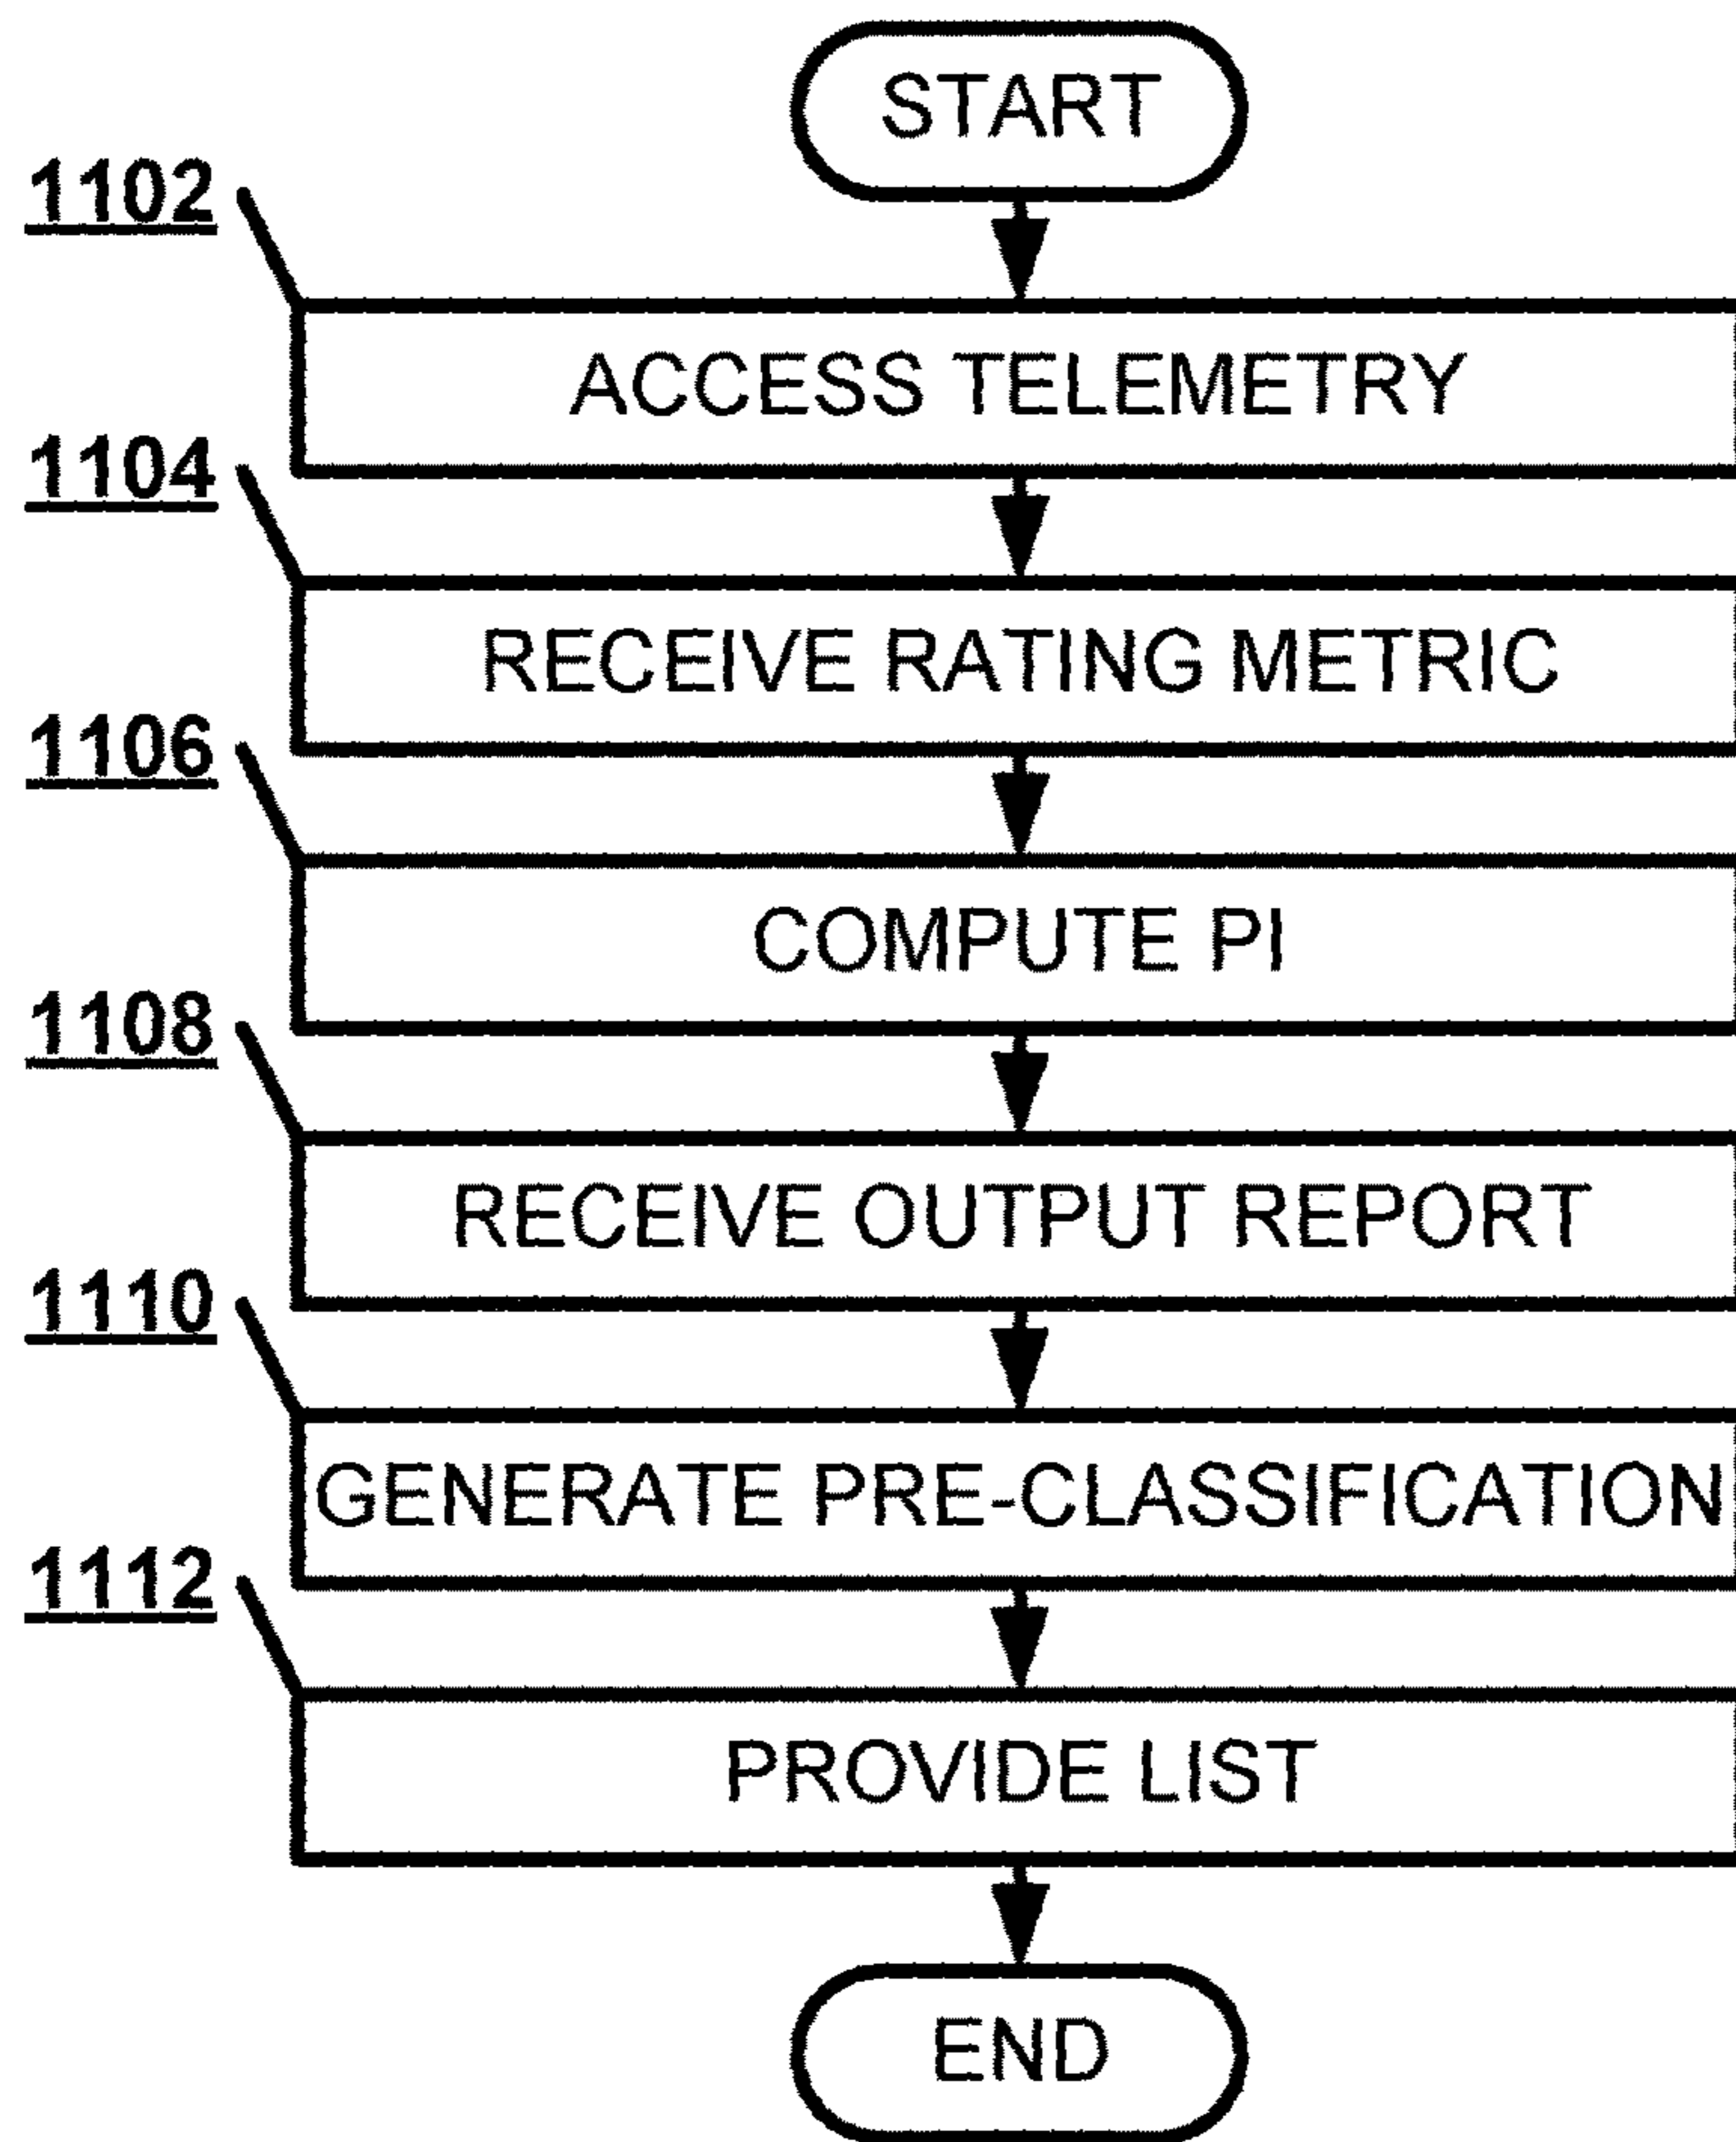 START
1102
ACCESS TELEMETRY
1104
RECEIVE RATING METRIC
1106
COMPUTE PI
1108
RECEIVE OUTPUT REPORT
1110
GENERATE PRE-CLASSIFICATION
1112
PROVIDE LIST
END